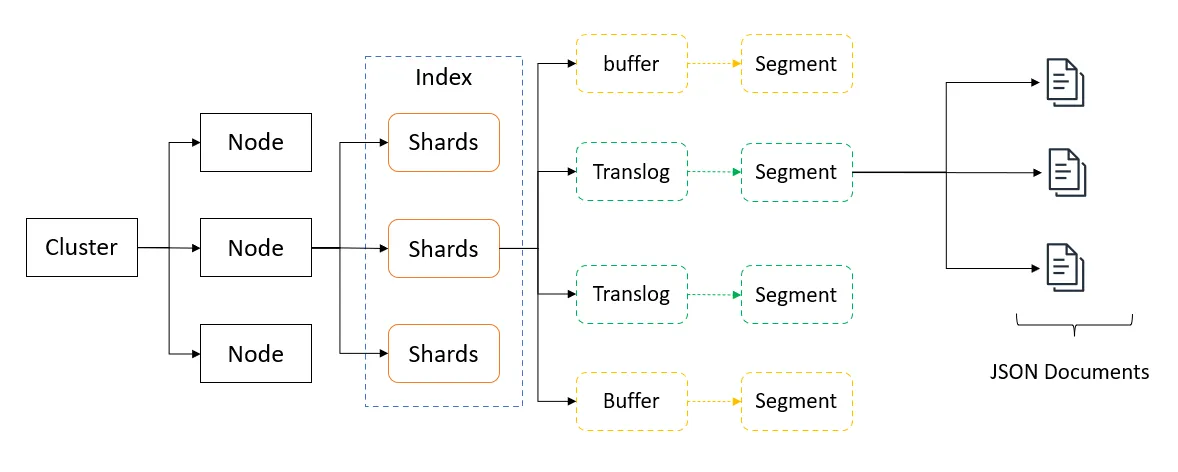 Cluster
Node
Node
Node
Index
Shards
Shards
Shards
buffer
Segment
Translog
Segment
Translog
Segment
Buffer
Segment
JSON Documents